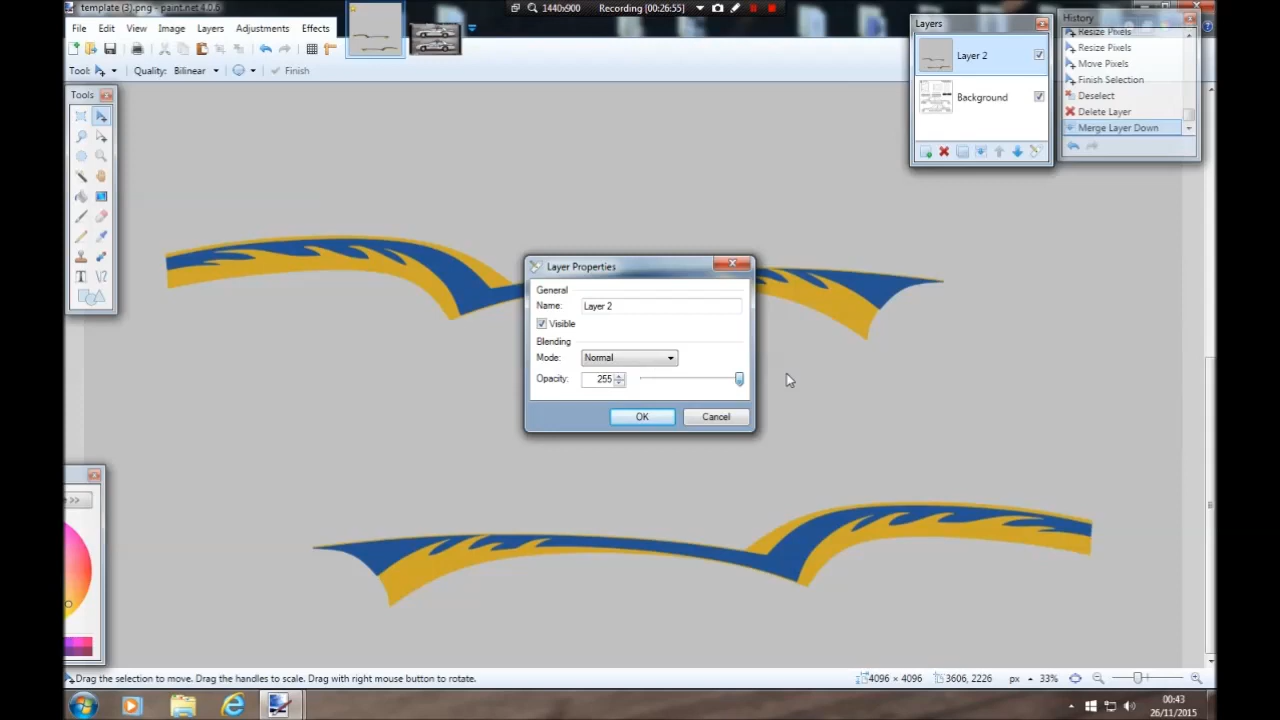 template (3).png - paint.net 4.0.6
1440x900
Recording [00:26:55]
File Edit View Image Layers Adjustments Effects
Tool: Quality: Bilinear Finish
Tools
Layers
Layer 2
Background
History
Resize Pixels
Resize Pixels
Move Pixels
Finish Selection
Deselect
Delete Layer
Merge Layer Down
Layer Properties
General
Name: Layer 2
Visible
Blending
Mode: Normal
Opacity: 255
OK Cancel
>>
Drag the selection to move. Drag the handles to scale. Drag with right mouse button to rotate.
4096 × 4096
3606, 2226
px
33%
00:43
26/11/2015